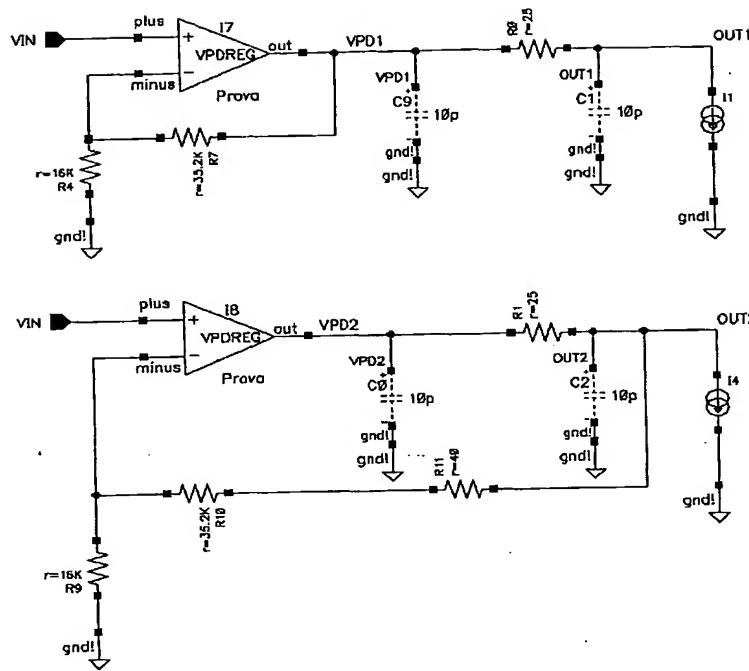 VIN
plus
I7
VPDREG
out
VPD1
minus
Prova
r=35.2K
R7
r=16K
R4
gnd!
VPD1
C9
10p
gnd!
gnd!
R0
r=25
OUT1
OUT1
C1
10p
gnd!
gnd!
I1
gnd!
VIN
plus
I8
VPDREG
out
VPD2
minus
Prova
VPD2
C0
10p
gnd!
gnd!
R1
r=25
OUT2
OUT2
C2
10p
gnd!
gnd!
I4
gnd!
R11
r=40
r=35.2K
R10
r=16K
R9
gnd!